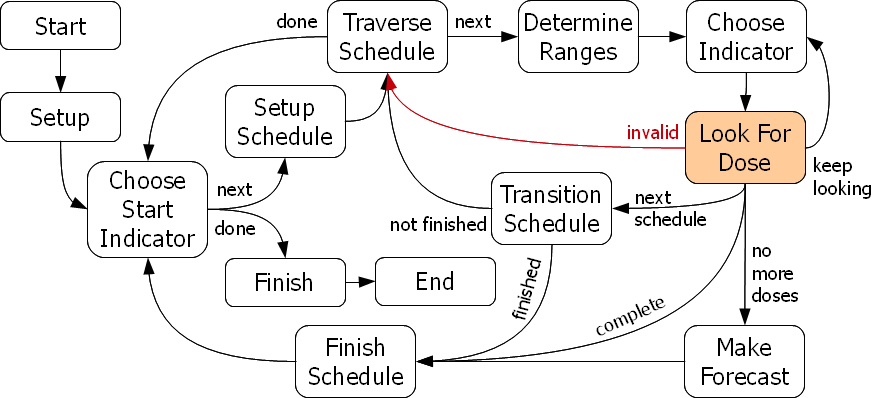 Start
done
Traverse
Schedule
next
Determine
Ranges
Choose
Indicator
Setup
Setup
Schedule
invalid
Look For
Dose
keep
looking
Choose
Start
Indicator
next
done
not finished
Transition
Schedule
next
schedule
Finish
End
finished
complete
no
more
doses
Finish
Schedule
Make
Forecast